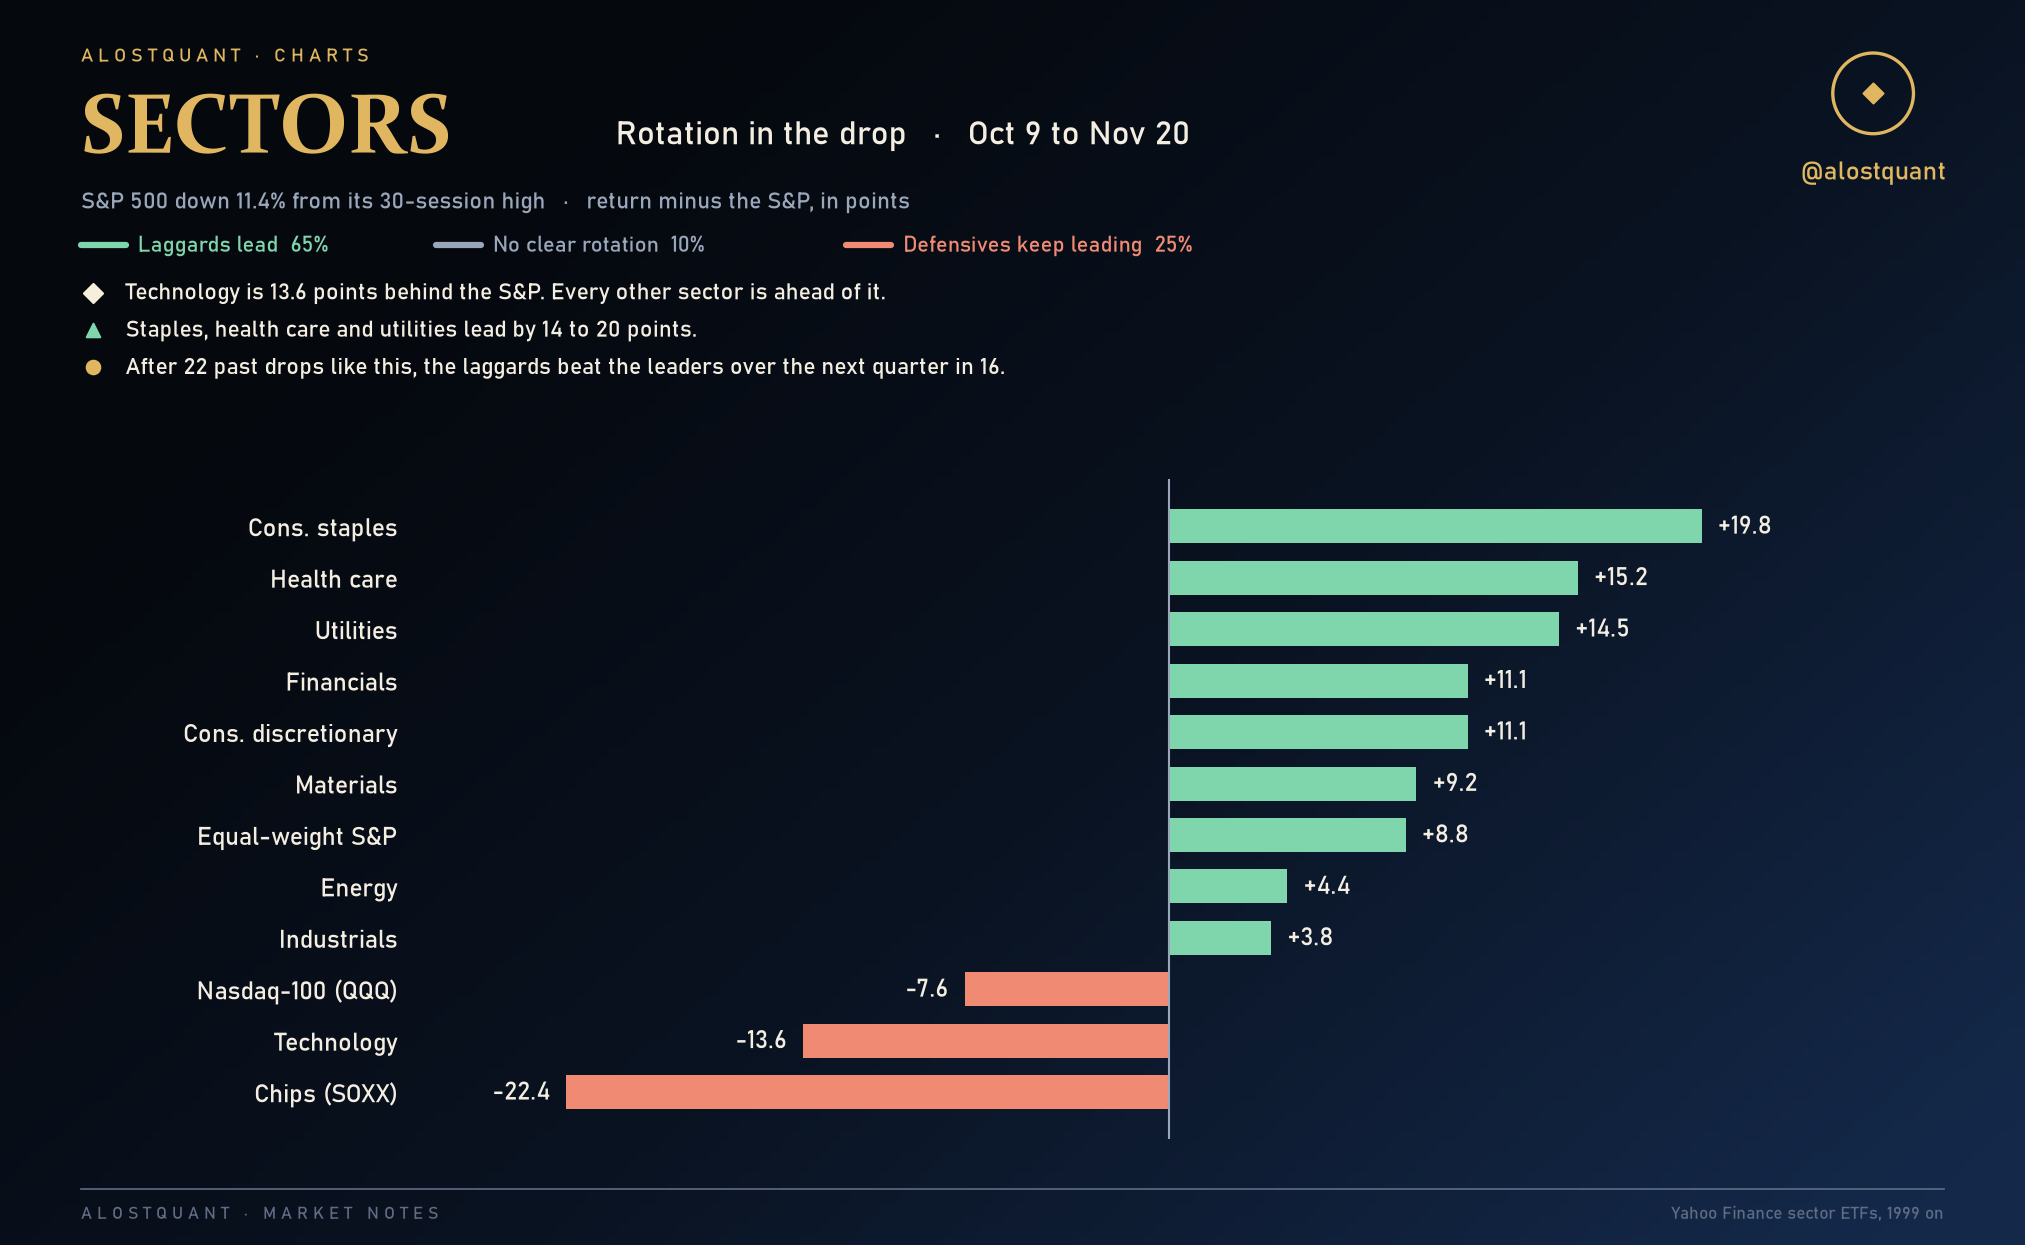 ALOSTQUANT · CHARTS
SECTORS
Rotation in the drop · Oct 9 to Nov 20
@alostquant
S&P 500 down 11.4% from its 30-session high · return minus the S&P, in points
Laggards lead 65%
No clear rotation 10%
Defensives keep leading 25%
Technology is 13.6 points behind the S&P. Every other sector is ahead of it.
Staples, health care and utilities lead by 14 to 20 points.
After 22 past drops like this, the laggards beat the leaders over the next quarter in 16.
Cons. staples +19.8
Health care +15.2
Utilities +14.5
Financials +11.1
Cons. discretionary +11.1
Materials +9.2
Equal-weight S&P +8.8
Energy +4.4
Industrials +3.8
Nasdaq-100 (QQQ) -7.6
Technology -13.6
Chips (SOXX) -22.4
ALOSTQUANT · MARKET NOTES
Yahoo Finance sector ETFs, 1999 on